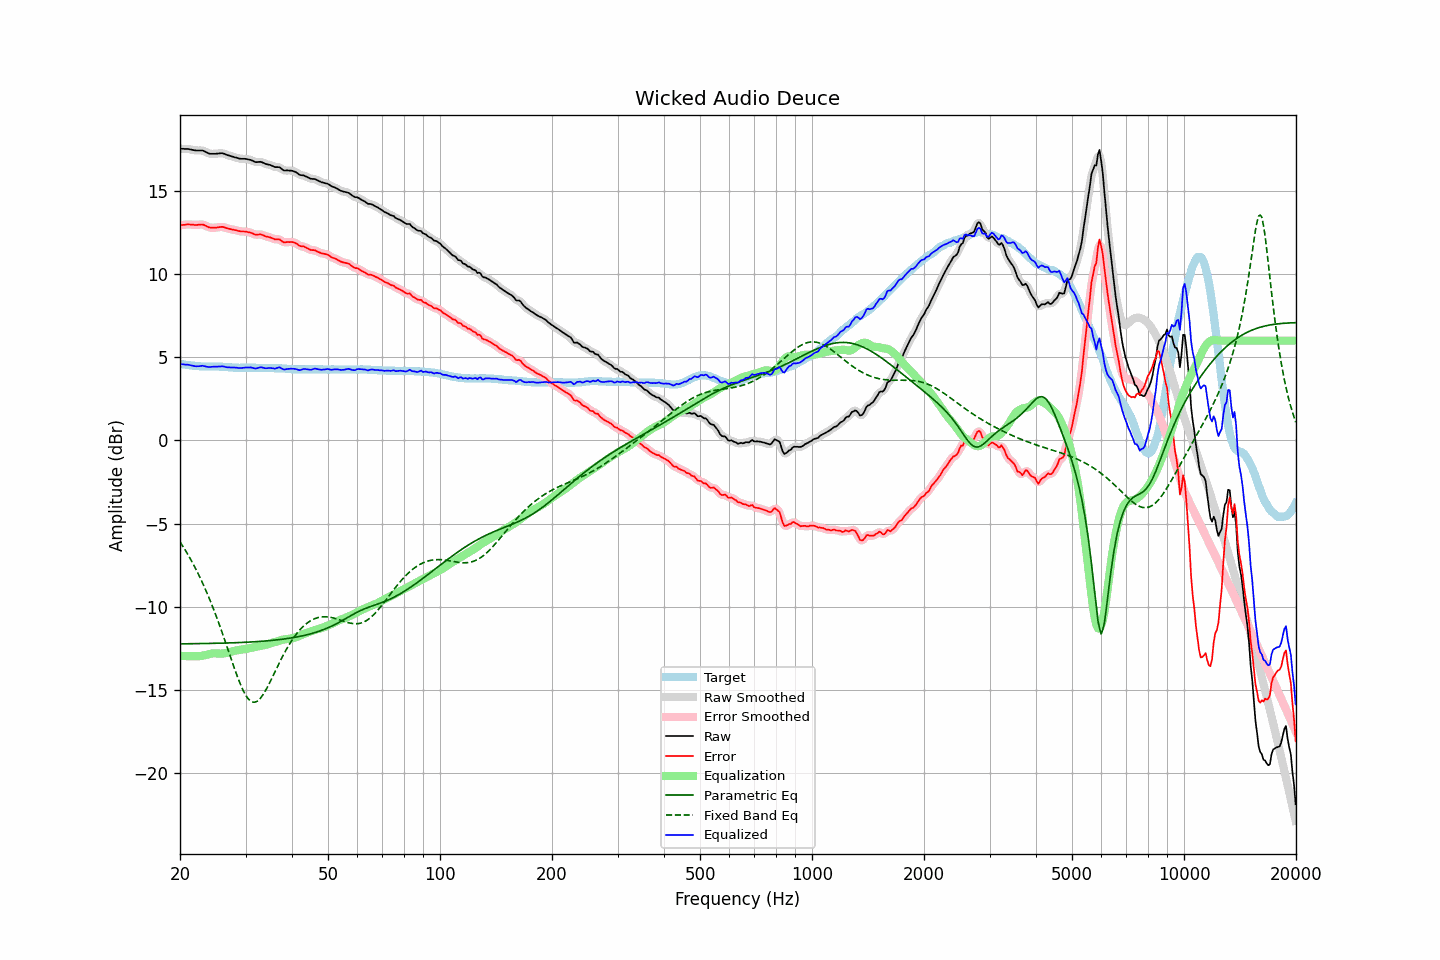 Wicked Audio Deuce
Amplitude (dBr)
15
10
5
0
−5
−10
−15
−20
Target
Raw Smoothed
Error Smoothed
Raw
Error
Equalization
Parametric Eq
Fixed Band Eq
Equalized
20 50 100 200 500 1000 2000 5000 10000 20000
Frequency (Hz)